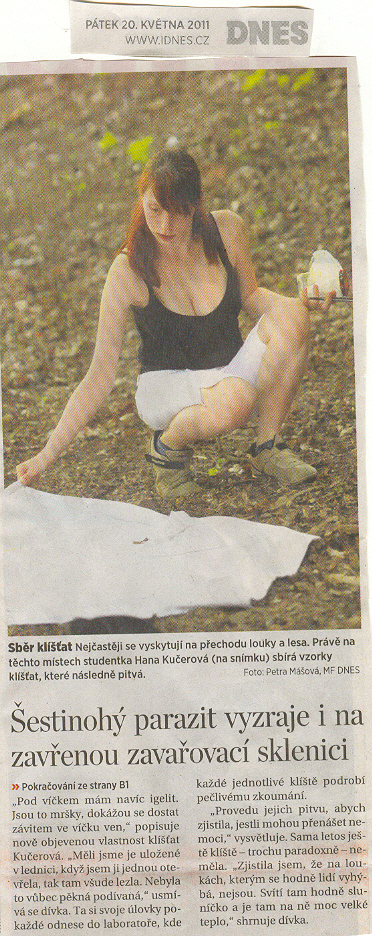 PÁTEK 20. KVĚTNA 2011
WWW.IDNES.CZ DNES
Sběr klíšťat Nejčastěji se vyskytují na přechodu louky a lesa. Právě na
těchto místech studentka Hana Kučerová (na snímku) sbírá vzorky
klíšťat, které následně pitvá.
Foto: Petra Mášová, MF DNES
Šestinohý parazit vyzraje i na
zavřenou zavařovací sklenici
» Pokračování ze strany B1
„Pod víčkem mám navíc igelit.
Jsou to mršky, dokážou se dostat
závitem ve víčku ven,“ popisuje
nově objevenou vlastnost klíšťat
Kučerová. „Měli jsme je uložené
v lednici, když jsem ji jednou ote-
vřela, tak tam všude lezla. Nebyla
to vůbec pěkná podívaná,“ usmí-
vá se dívka. Ta si svoje úlovky po-
každé odnese do laboratoře, kde
každé jednotlivé klíště podrobí
pečlivému zkoumání.
„Provedu jejich pitvu, abych
zjistila, jestli mohou přenášet ne-
moci,“ vysvětluje. Sama letos ješ-
tě klíště – trochu paradoxně – ne-
měla. „Zjistila jsem, že na lou-
kách, kterým se hodně lidí vyhý-
bá, nejsou. Svítí tam hodně slu-
níčko a je tam na ně moc velké
teplo,“ shrnuje dívka.